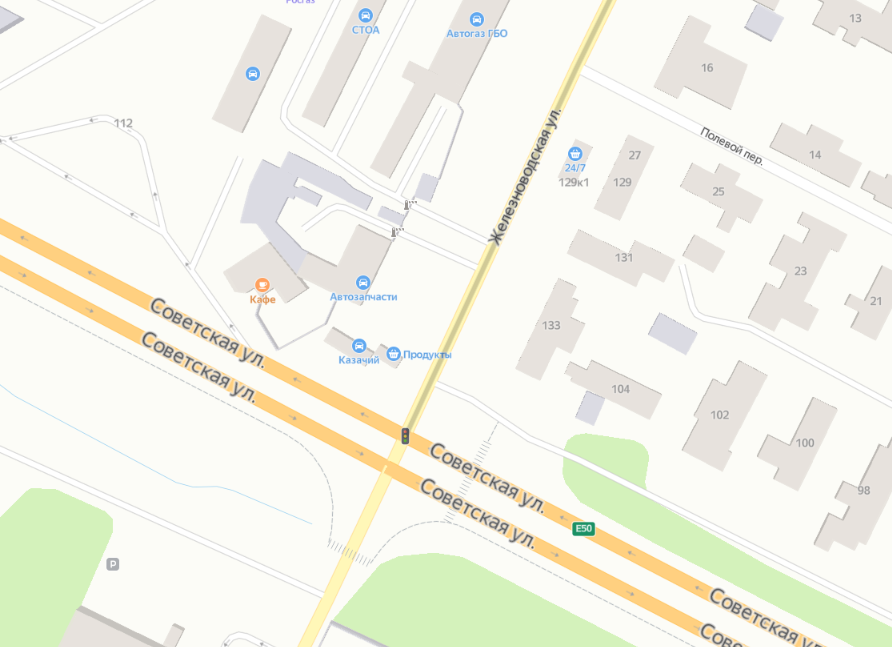 Росгаз
СТОА
Автогаз ГБО
13
16
112
Железноводская ул.
Полевой пер.
24/7
129к1
27
129
14
25
131
23
21
Кафе
Автозапчасти
Казачий
Продукты
133
104
102
100
98
Советская ул.
Советская ул.
Советская ул.
Советская ул.
E50
P
Советская ул.
Советская ул.